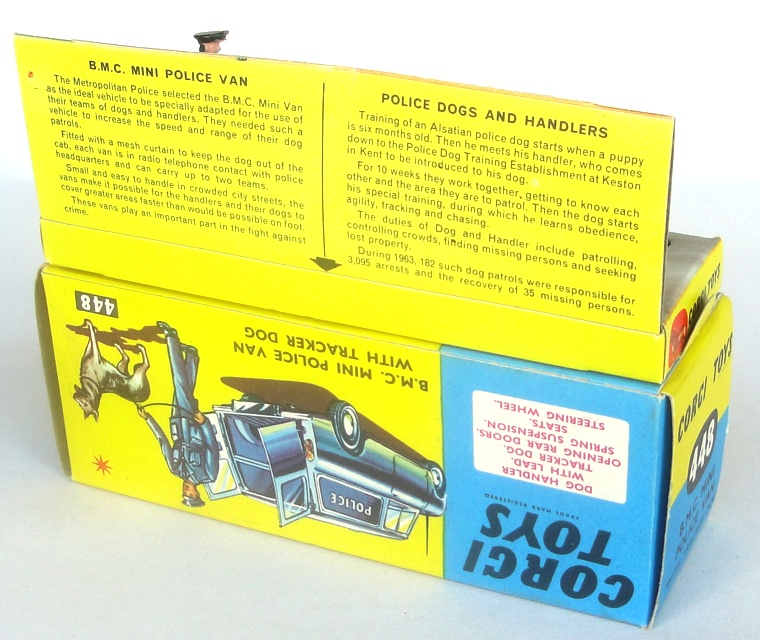 B.M.C. MINI POLICE VAN
The Metropolitan Police selected the B.M.C. Mini Van
as the ideal vehicle to be specially adapted for the use of
their teams of dogs and handlers. They needed such a
vehicle to increase the speed and range of their dog
patrols.
Fitted with a mesh curtain to keep the dog out of the
cab, each van is in radio telephone contact with police
headquarters and can carry up to two teams.
Small and easy to handle in crowded city streets, the
vans make it possible for the handlers and their dogs to
cover greater areas faster than would be possible on foot.
These vans play an important part in the fight against
crime.
POLICE DOGS AND HANDLERS
Training of an Alsatian police dog starts when a puppy
is six months old. Then he meets his handler, who comes
down to the Police Dog Training Establishment at Keston
in Kent to be introduced to his dog.
For 10 weeks they work together, getting to know each
other and the area they are to patrol. Then the dog starts
his special training, during which he learns obedience,
agility, tracking and chasing.
The duties of Dog and Handler include patrolling,
controlling crowds, finding missing persons and seeking
lost property.
During 1963, 182 such dog patrols were responsible for
3,095 arrests and the recovery of 35 missing persons.
CORGI TOYS
448
B.M.C. MINI POLICE VAN
WITH TRACKER DOG
POLICE
CORGI
TOYS
TRADE MARK REGISTERED
DOG HANDLER
WITH LEAD.
TRACKER DOG.
OPENING REAR DOORS.
SPRING SUSPENSION.
SEATS.
STEERING WHEEL.
CORGI TOYS
448
B.M.C. MINI
POLICE VAN